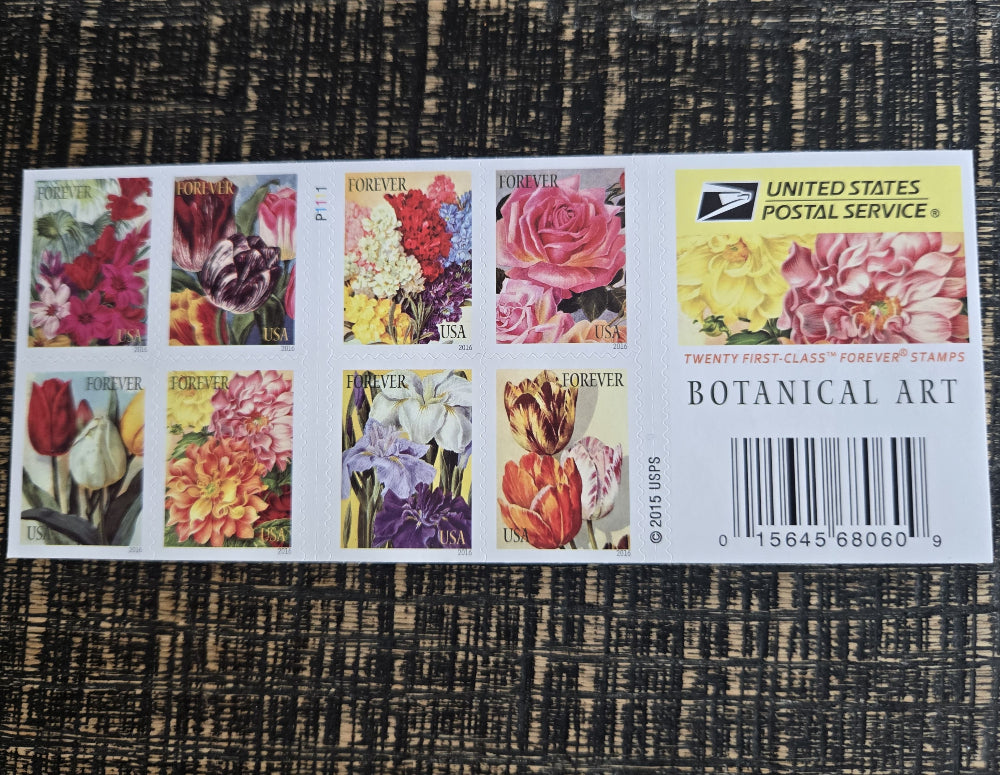 FOREVER
USA
2016
FOREVER
USA
2016
P11 1
FOREVER
USA
2016
FOREVER
USA
2016
FOREVER
USA
2016
FOREVER
USA
2016
FOREVER
USA
2016
FOREVER
USA
2016
© 2015 USPS
UNITED STATES
POSTAL SERVICE®
TWENTY FIRST-CLASS™ FOREVER® STAMPS
BOTANICAL ART
0 15645 68060 9